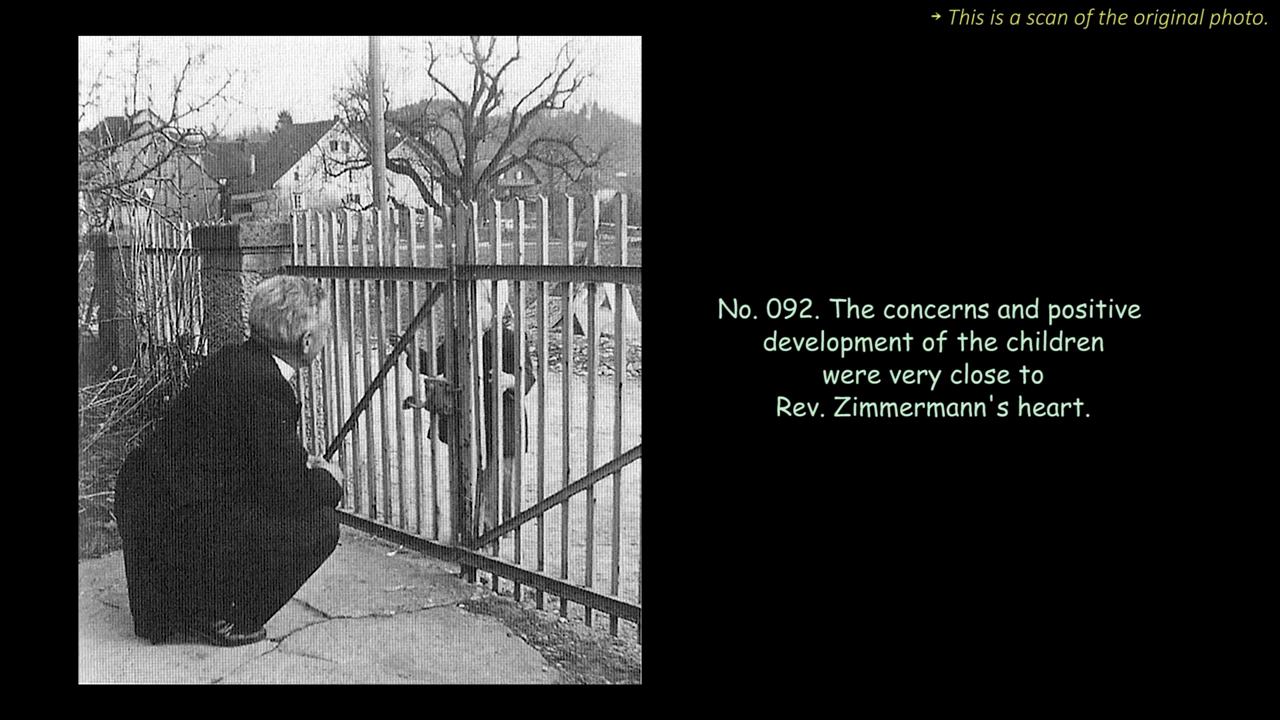 → This is a scan of the original photo.
No. 092. The concerns and positive
development of the children
were very close to
Rev. Zimmermann's heart.